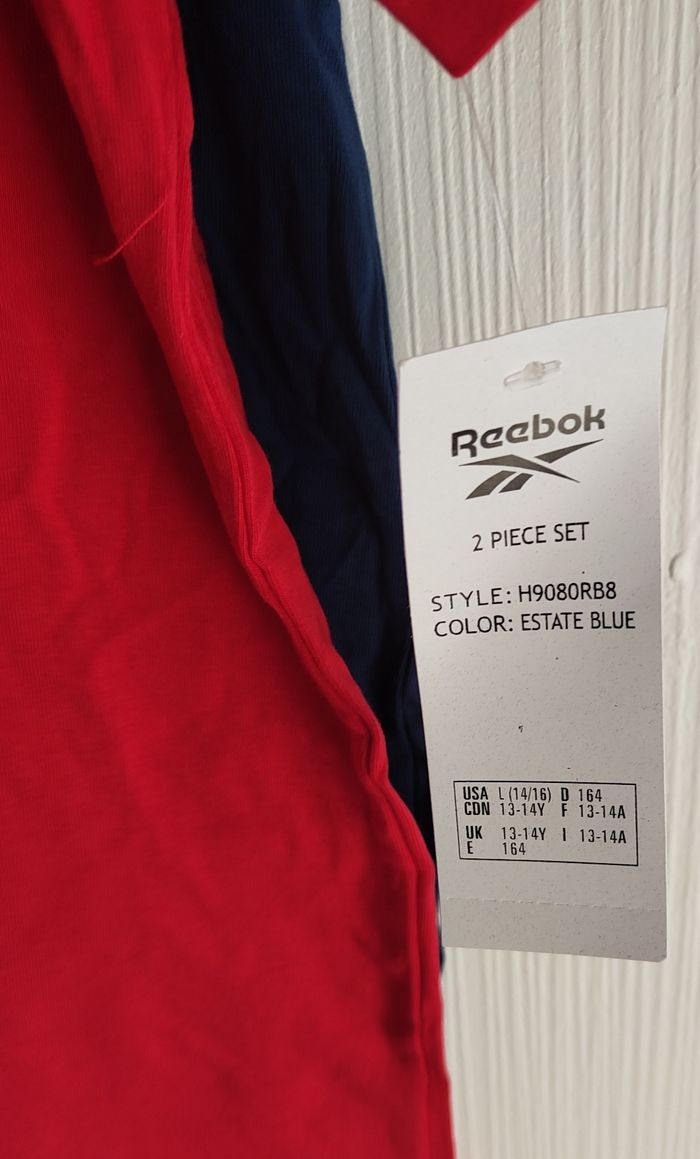 Reebok
2 PIECE SET
STYLE: H9080RB8
COLOR: ESTATE BLUE
USA L (14/16) D 164
CDN 13-14Y F 13-14A
UK 13-14Y I 13-14A
E 164